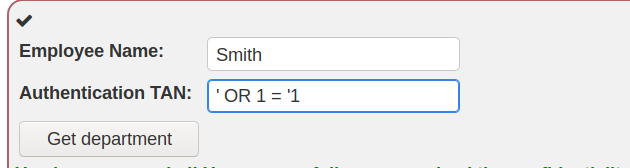 Employee Name: Smith
Authentication TAN: ' OR 1 = '1
Get department